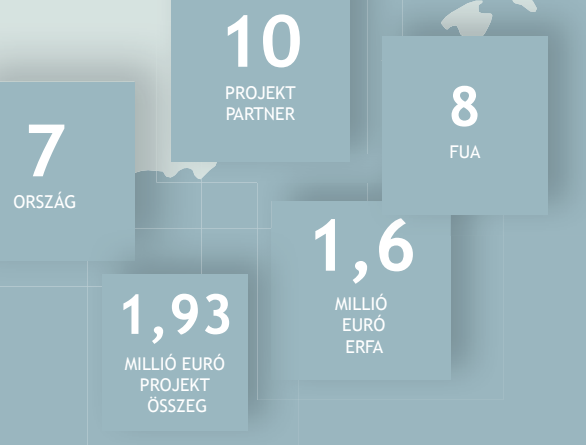 10
PROJEKT
PARTNER
8
FUA
7
ORSZÁG
1,6
MILLIÓ
EURÓ
ERFA
1,93
MILLIÓ EURÓ
PROJEKT
ÖSSZEG